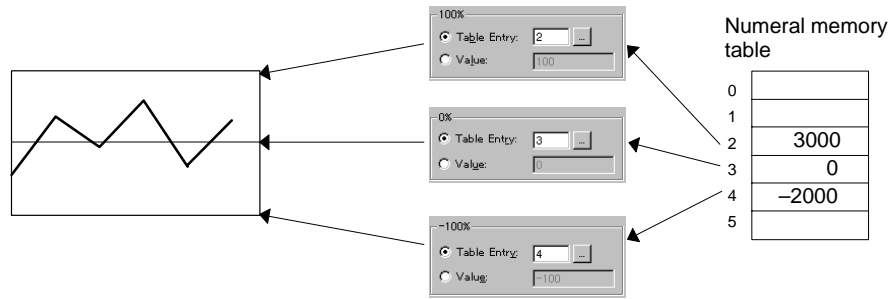 100%
Table Entry: 2 ...
Value: 100
0%
Table Entry: 3 ...
Value: 0
-100%
Table Entry: 4 ...
Value: -100
Numeral memory
table
0
1
2 3000
3 0
4 –2000
5